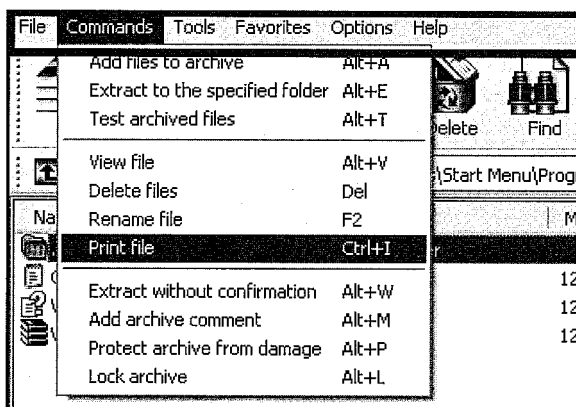 File Commands Tools Favorites Options Help
Add files to archive Alt+A
Extract to the specified folder Alt+E
Test archived files Alt+T
Delete Find
View file Alt+V
\Start Menu\Progr
Delete files Del
Rename file F2
Na M
Print file Ctrl+I
Extract without confirmation Alt+W
12
Add archive comment Alt+M
12
Protect archive from damage Alt+P
12
Lock archive Alt+L